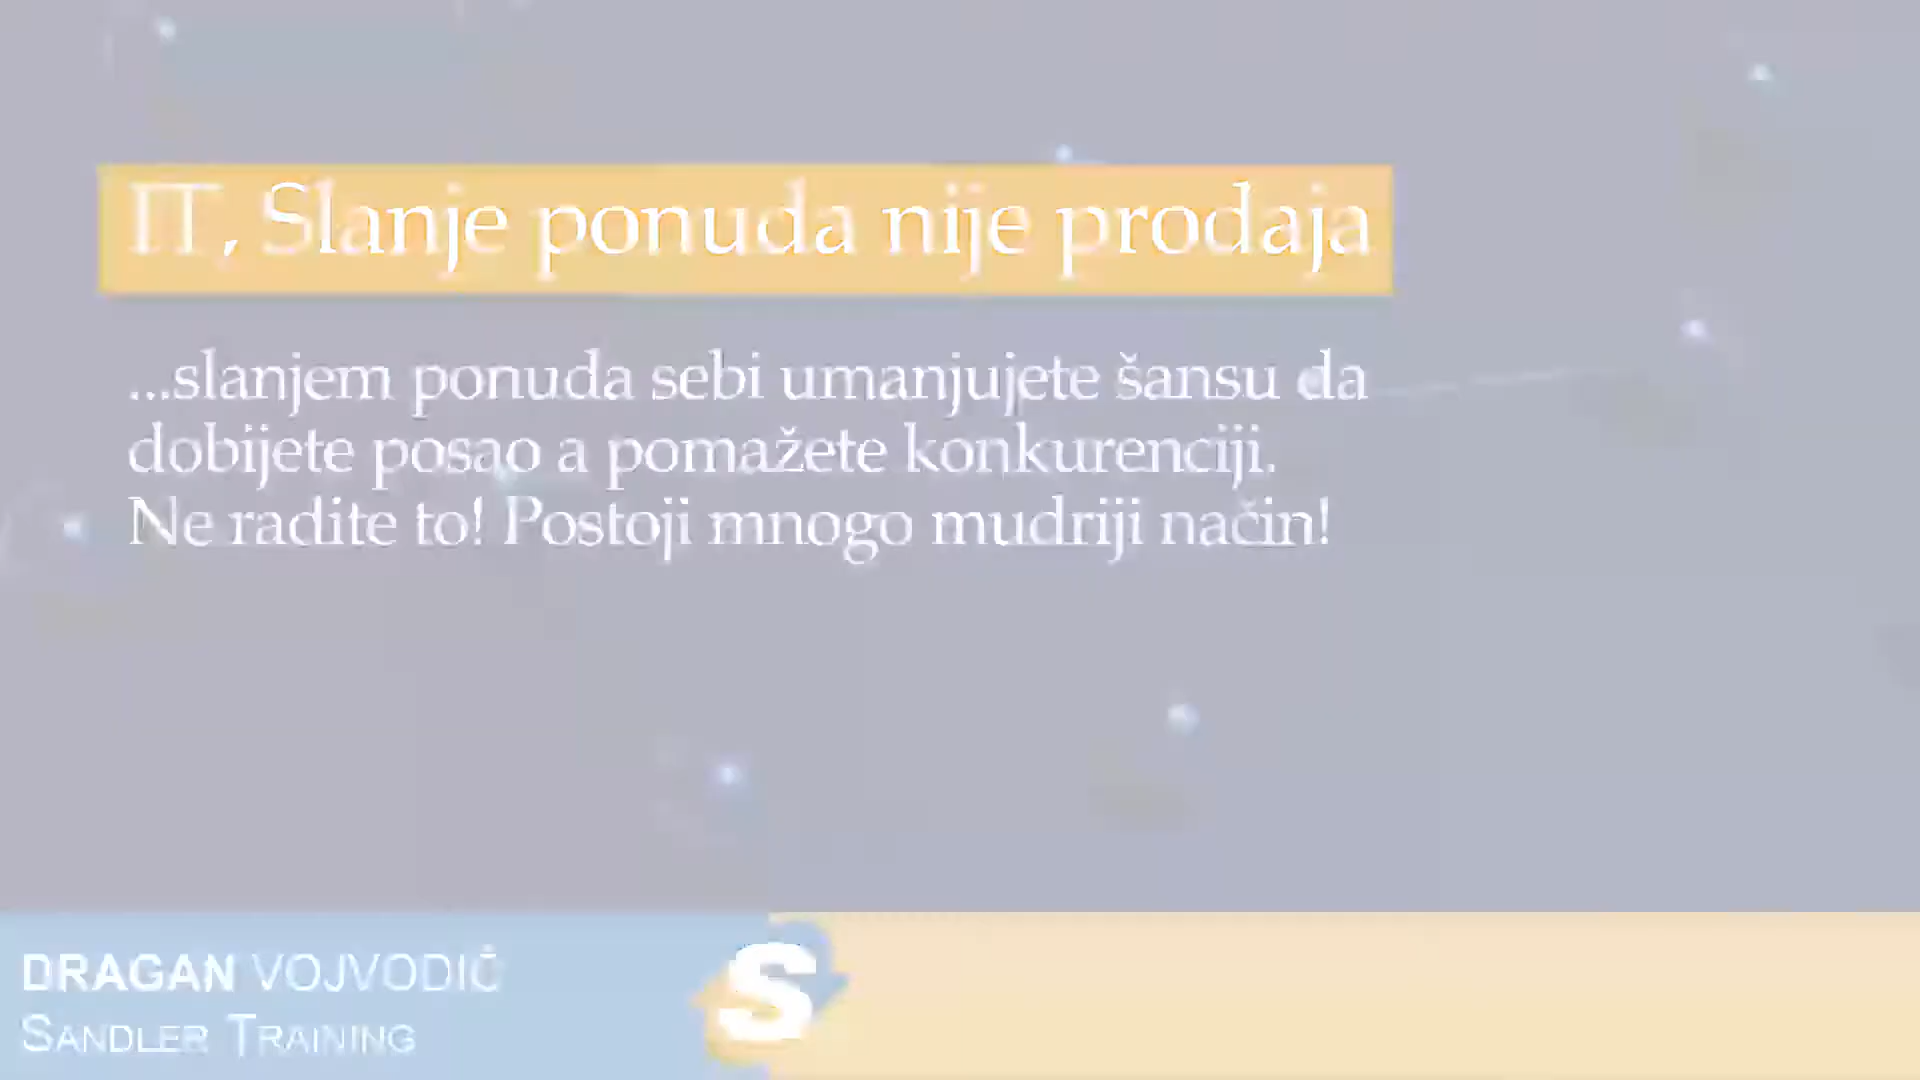 IT, Slanje ponuda nije prodaja
...slanjem ponuda sebi umanjujete šansu da
dobijete posao a pomažete konkurenciji.
Ne radite to! Postoji mnogo mudriji način!
DRAGAN VOJVODIĆ
SANDLER TRAINING
S